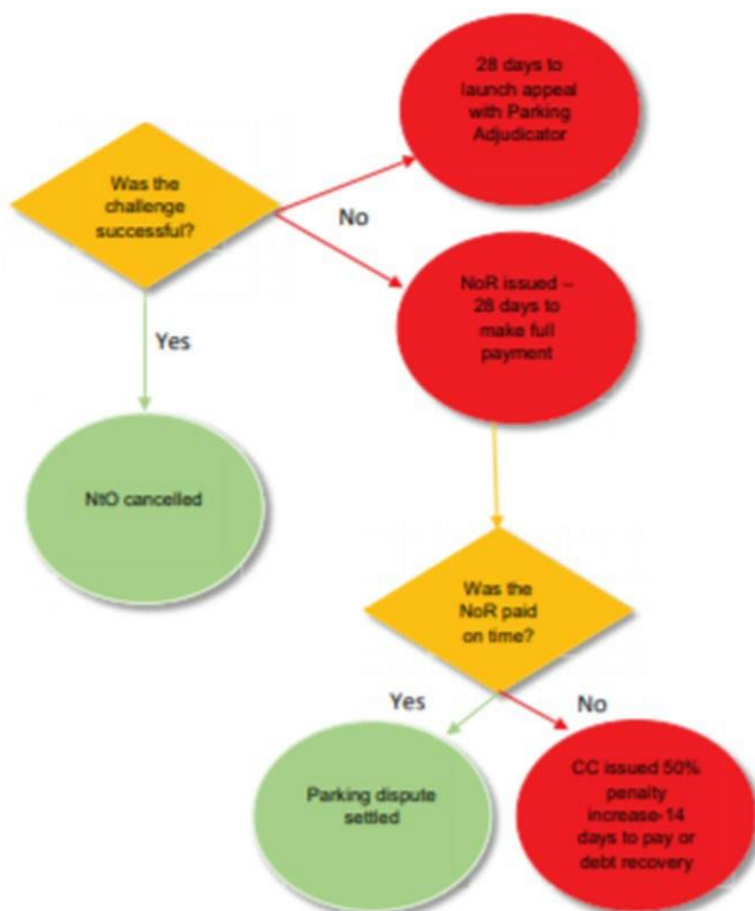 28 days to
launch appeal
with Parking
Adjudicator
Was the
challenge
successful?
No
NoR issued –
28 days to
make full
payment
Yes
NtO cancelled
Was the
NoR paid
on time?
Yes
No
Parking dispute
settled
CC issued 50%
penalty
increase-14
days to pay or
debt recovery